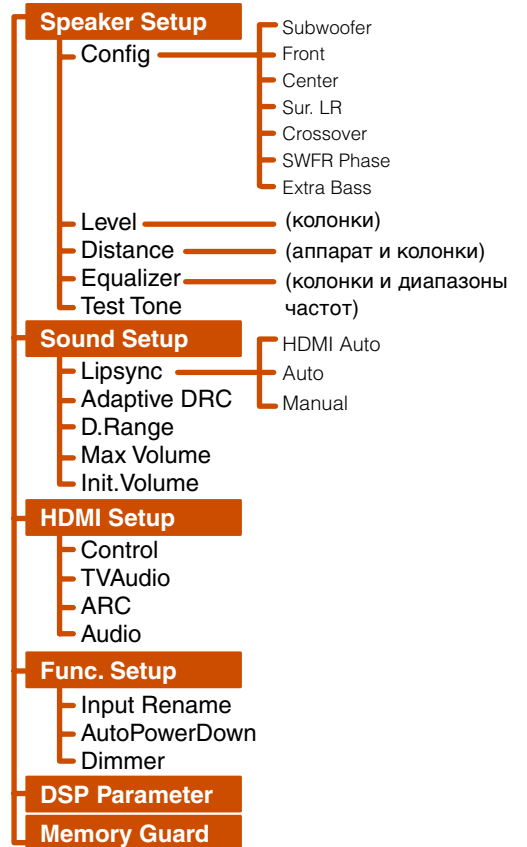 Speaker Setup
Config
Subwoofer
Front
Center
Sur. LR
Crossover
SWFR Phase
Extra Bass
Level
(колонки)
Distance
(аппарат и колонки)
Equalizer
(колонки и диапазоны
частот)
Test Tone
Sound Setup
Lipsync
HDMI Auto
Auto
Manual
Adaptive DRC
D.Range
Max Volume
Init.Volume
HDMI Setup
Control
TVAudio
ARC
Audio
Func. Setup
Input Rename
AutoPowerDown
Dimmer
DSP Parameter
Memory Guard